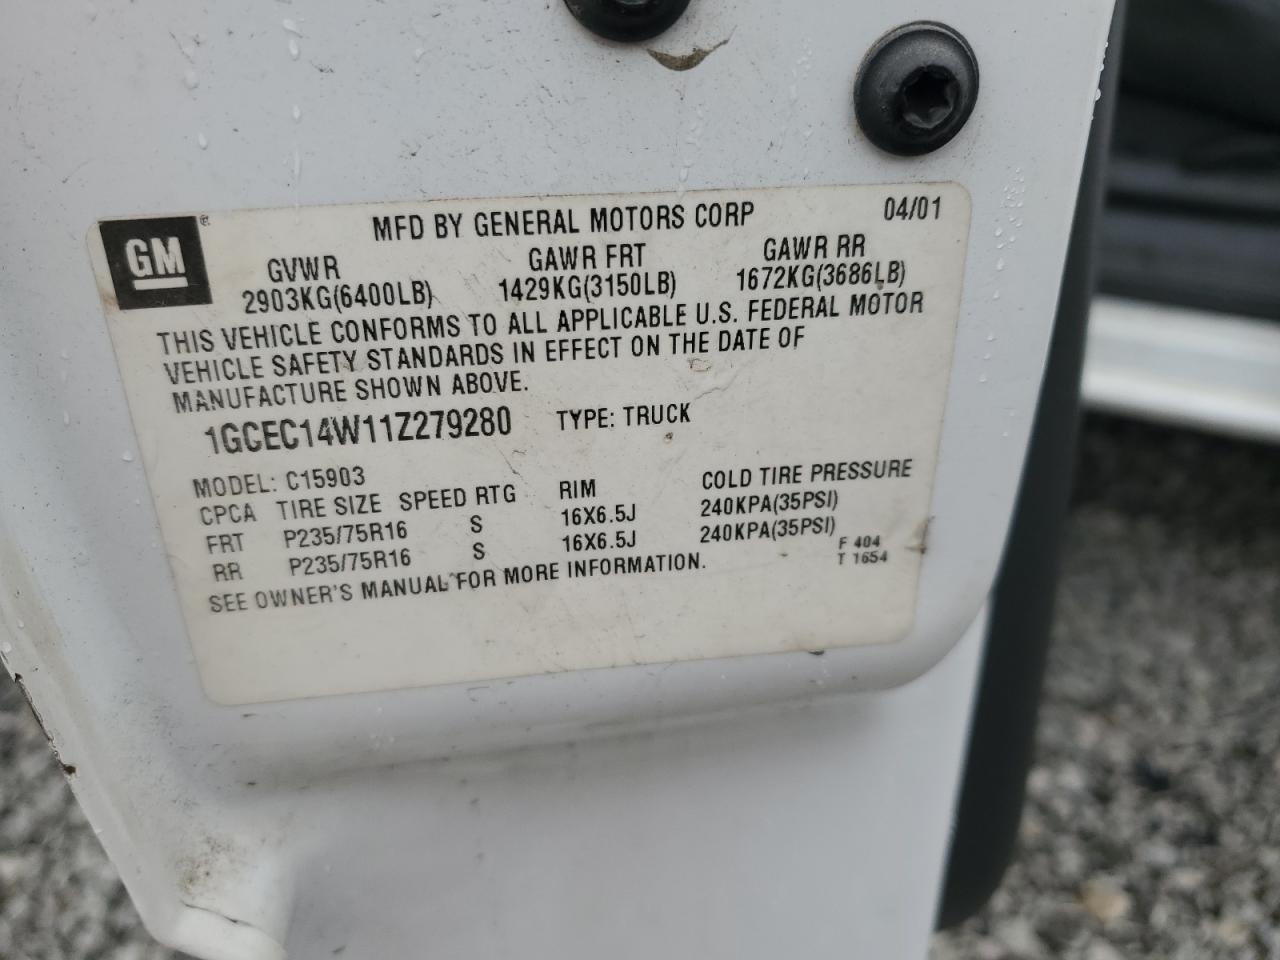 GM ®
MFD BY GENERAL MOTORS CORP 04/01
GVWR GAWR FRT GAWR RR
2903KG(6400LB) 1429KG(3150LB) 1672KG(3686LB)
THIS VEHICLE CONFORMS TO ALL APPLICABLE U.S. FEDERAL MOTOR
VEHICLE SAFETY STANDARDS IN EFFECT ON THE DATE OF
MANUFACTURE SHOWN ABOVE.
1GCEC14W11Z279280 TYPE: TRUCK
MODEL: C15903
CPCA TIRE SIZE SPEED RTG RIM COLD TIRE PRESSURE
FRT P235/75R16 S 16X6.5J 240KPA(35PSI)
RR P235/75R16 S 16X6.5J 240KPA(35PSI)
SEE OWNER'S MANUAL FOR MORE INFORMATION.
F 404
T 1654